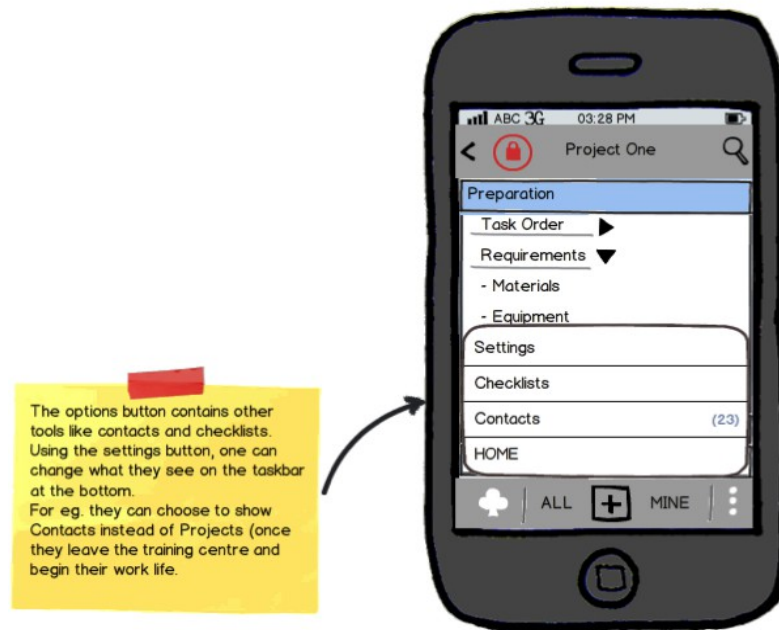 ABC 3G 03:28 PM
Project One
Preparation
Task Order
Requirements
- Materials
- Equipment
Settings
Checklists
Contacts (23)
HOME
ALL + MINE
The options button contains other
tools like contacts and checklists.
Using the settings button, one can
change what they see on the taskbar
at the bottom.
For eg. they can choose to show
Contacts instead of Projects (once
they leave the training centre and
begin their work life.